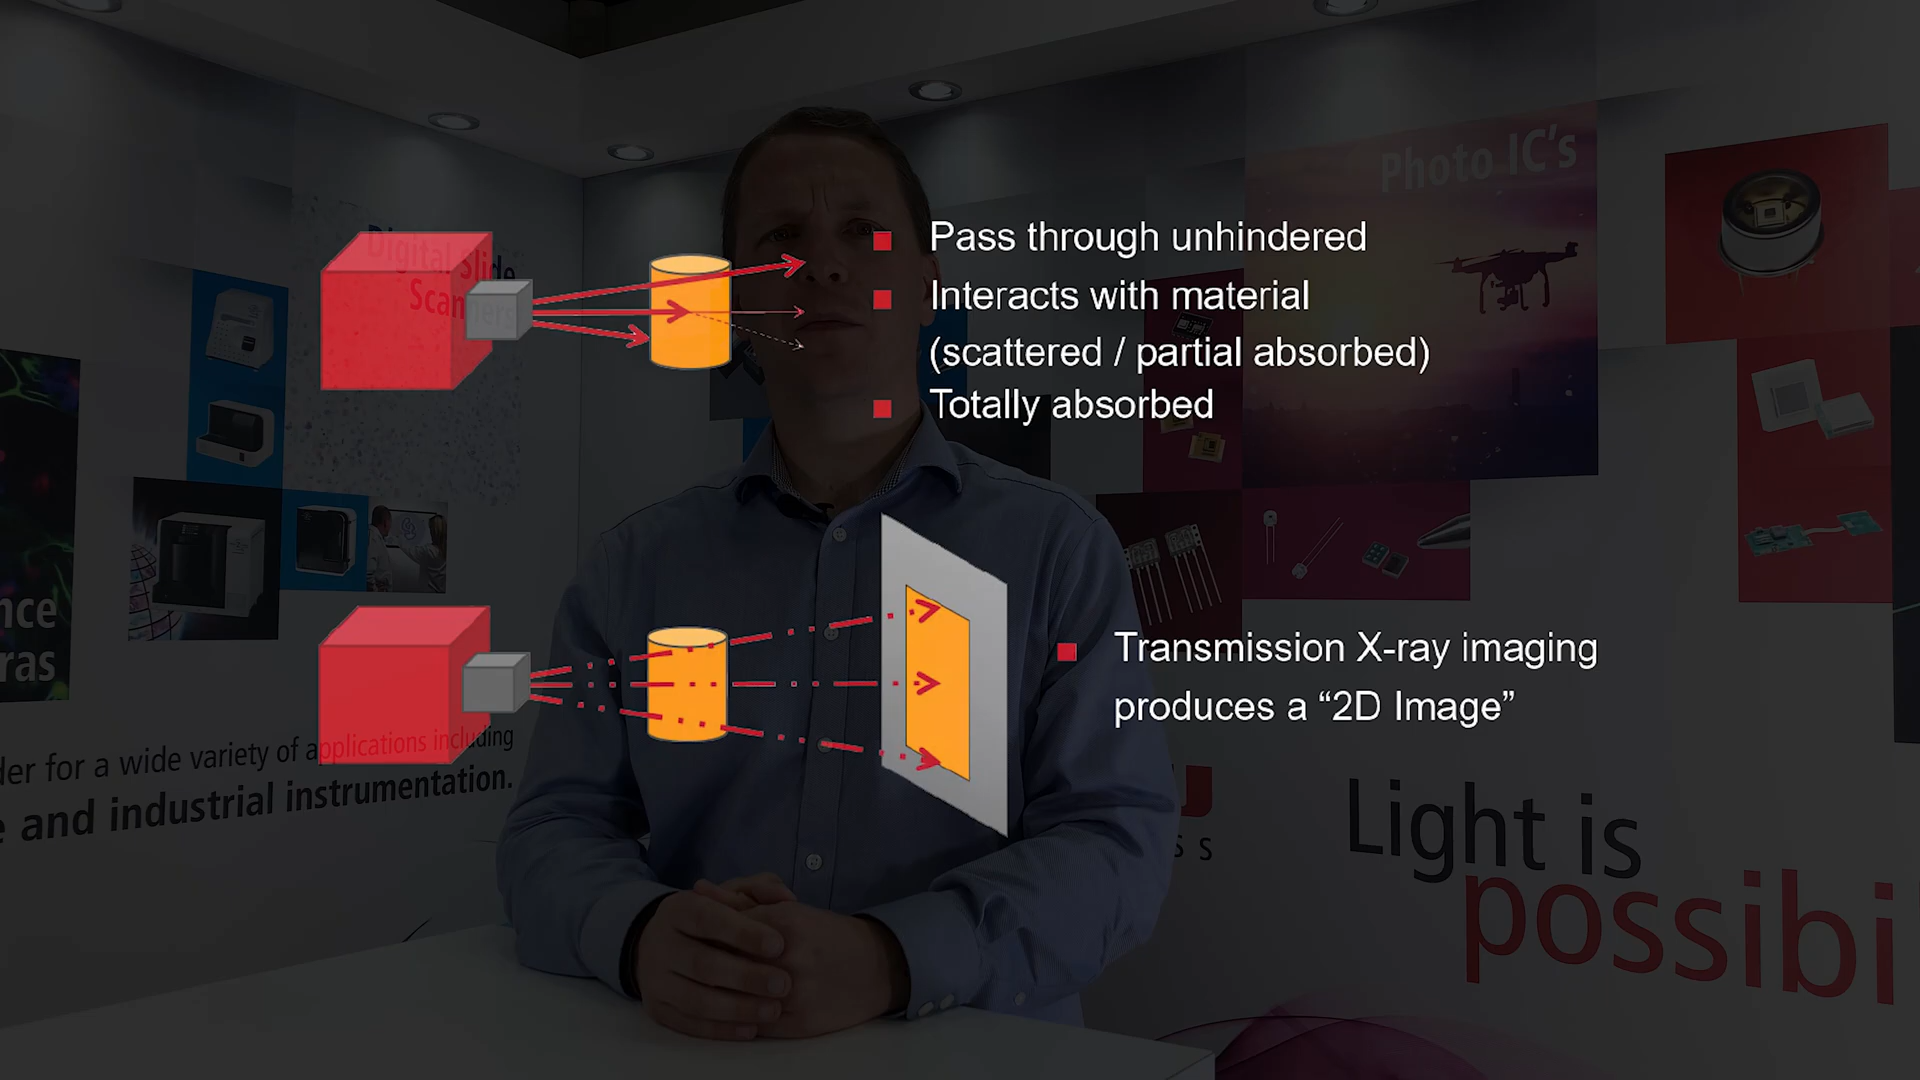 Photo IC's
Digital Slide
Scanners
Pass through unhindered
Interacts with material
(scattered / partial absorbed)
Totally absorbed
nce
ras
Transmission X-ray imaging
produces a “2D Image”
der for a wide variety of applications including
e and industrial instrumentation.
U
S S
Light is
possibi